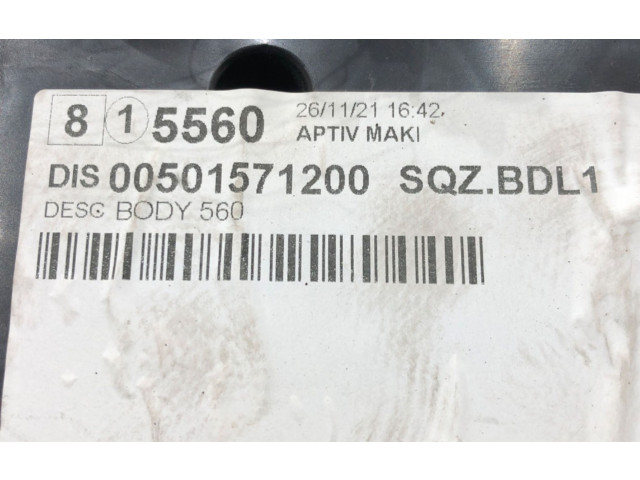 8 1 5560 26/11/21 16:42.
APTIV MAKI
DIS 00501571200 SQZ.BDL1
DESC BODY 560